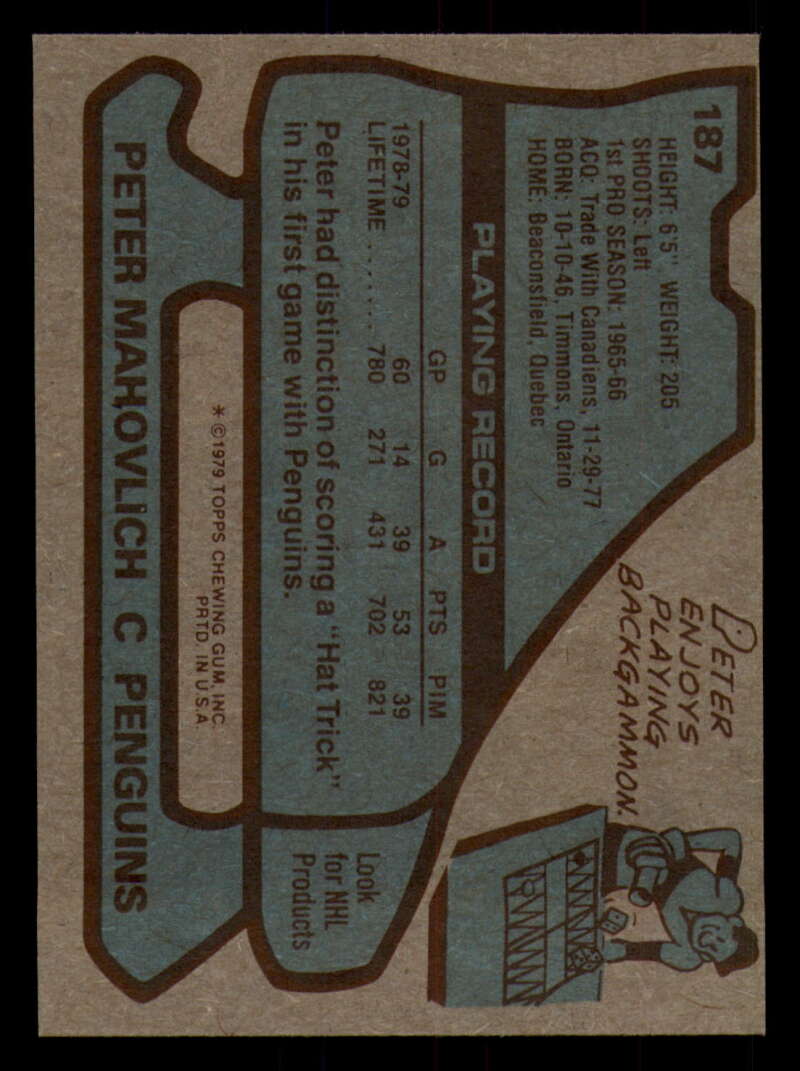 187
HEIGHT: 6'5" WEIGHT: 205
SHOOTS: Left
1st PRO SEASON: 1965-66
ACQ: Trade With Canadiens, 11-29-77
BORN: 10-10-46, Timmons, Ontario
HOME: Beaconsfield, Quebec
PETER
ENJOYS
PLAYING
BACKGAMMON.
PLAYING RECORD
GP G A PTS PIM
1978-79 60 14 39 53 39
LIFETIME ........ 780 271 431 702 821
Peter had distinction of scoring a "Hat Trick"
in his first game with Penguins.
Look
for NHL
Products
* ©1979 TOPPS CHEWING GUM, INC.
PRTD. IN U.S.A.
PETER MAHOVLICH C PENGUINS